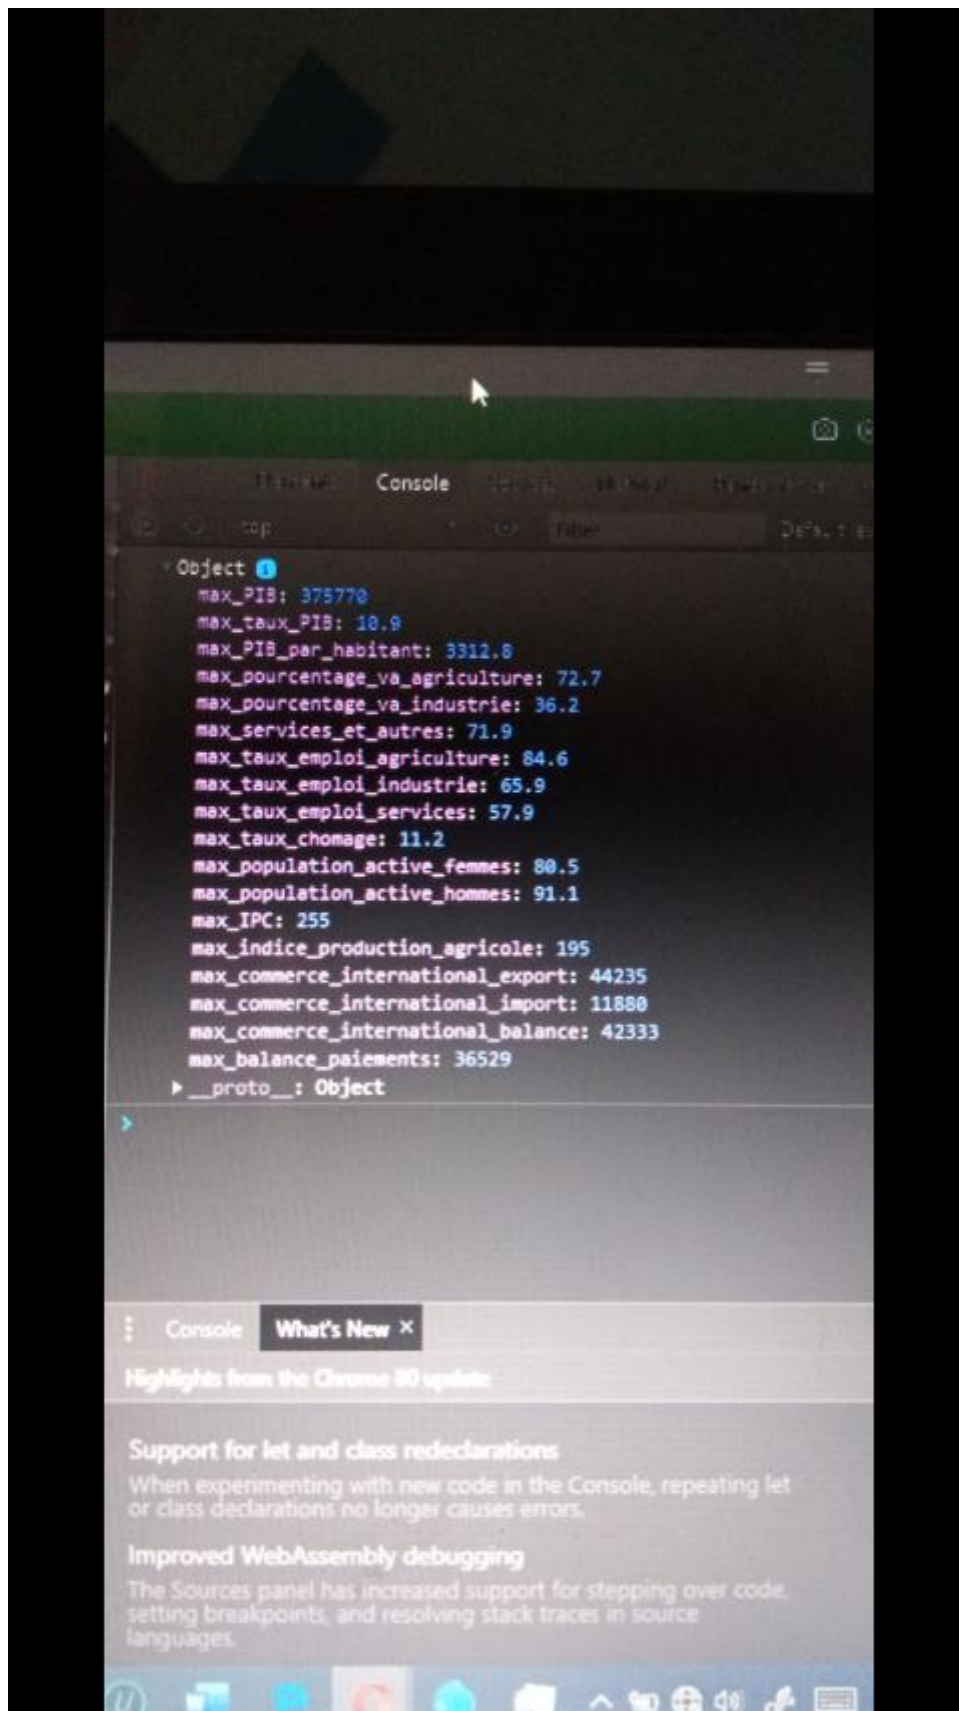 Console
top
Filter
Object i
max_PIB: 375770
max_taux_PIB: 10.9
max_PIB_par_habitant: 3312.8
max_pourcentage_va_agriculture: 72.7
max_pourcentage_va_industrie: 36.2
max_services_et_autres: 71.9
max_taux_emploi_agriculture: 84.6
max_taux_emploi_industrie: 65.9
max_taux_emploi_services: 57.9
max_taux_chomage: 11.2
max_population_active_femmes: 80.5
max_population_active_hommes: 91.1
max_IPC: 255
max_indice_production_agricole: 195
max_commerce_international_export: 44235
max_commerce_international_import: 11880
max_commerce_international_balance: 42333
max_balance_paiements: 36529
__proto__: Object
Console What's New ×
Highlights from the Chrome 80 update
Support for let and class redeclarations
When experimenting with new code in the Console, repeating let
or class declarations no longer causes errors.
Improved WebAssembly debugging
The Sources panel has increased support for stepping over code,
setting breakpoints, and resolving stack traces in source
languages.